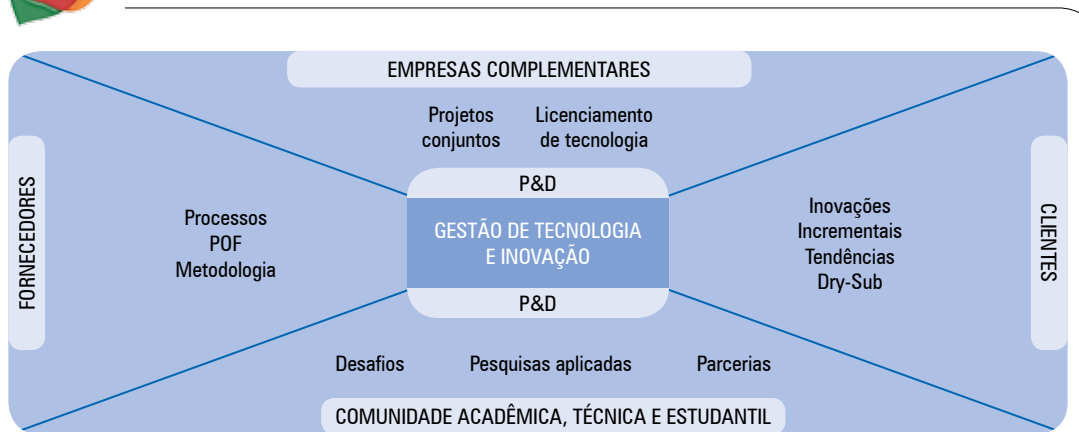 EMPRESAS COMPLEMENTARES
Projetos
conjuntos
Licenciamento
de tecnologia
P&D
FORNECEDORES
Processos
POF
Metodologia
GESTÃO DE TECNOLOGIA
E INOVAÇÃO
Inovações
Incrementais
Tendências
Dry-Sub
CLIENTES
P&D
Desafios
Pesquisas aplicadas
Parcerias
COMUNIDADE ACADÊMICA, TÉCNICA E ESTUDANTIL